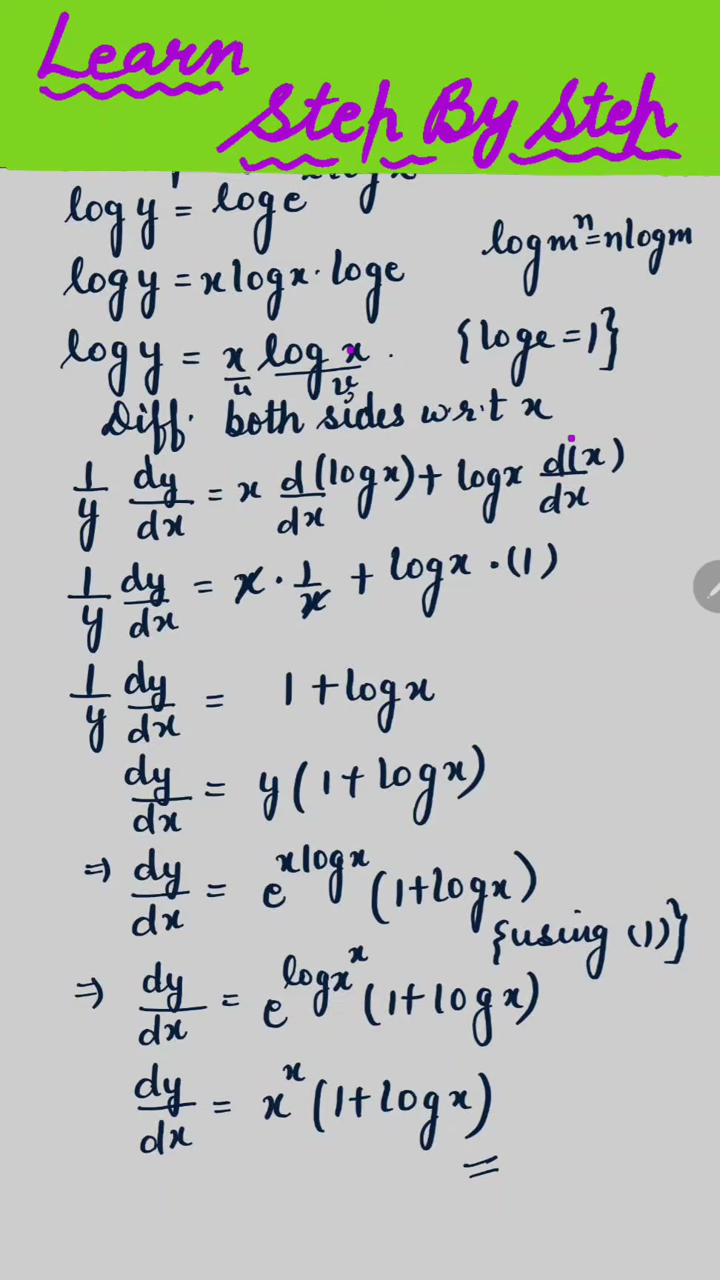 Learn
Step By Step
log y = log e^(x log x)
log m^n = n log m
log y = x log x · log e
log y = x log x · {log e = 1}
u v
Diff. both sides w.r.t x
1/y dy/dx = x d/dx (log x) + log x d(x)/dx
1/y dy/dx = x · 1/x + log x · (1)
1/y dy/dx = 1 + log x
dy/dx = y (1 + log x)
⇒ dy/dx = e^(x log x) (1 + log x)
{using (1)}
⇒ dy/dx = e^(log x^x) (1 + log x)
dy/dx = x^x (1 + log x)